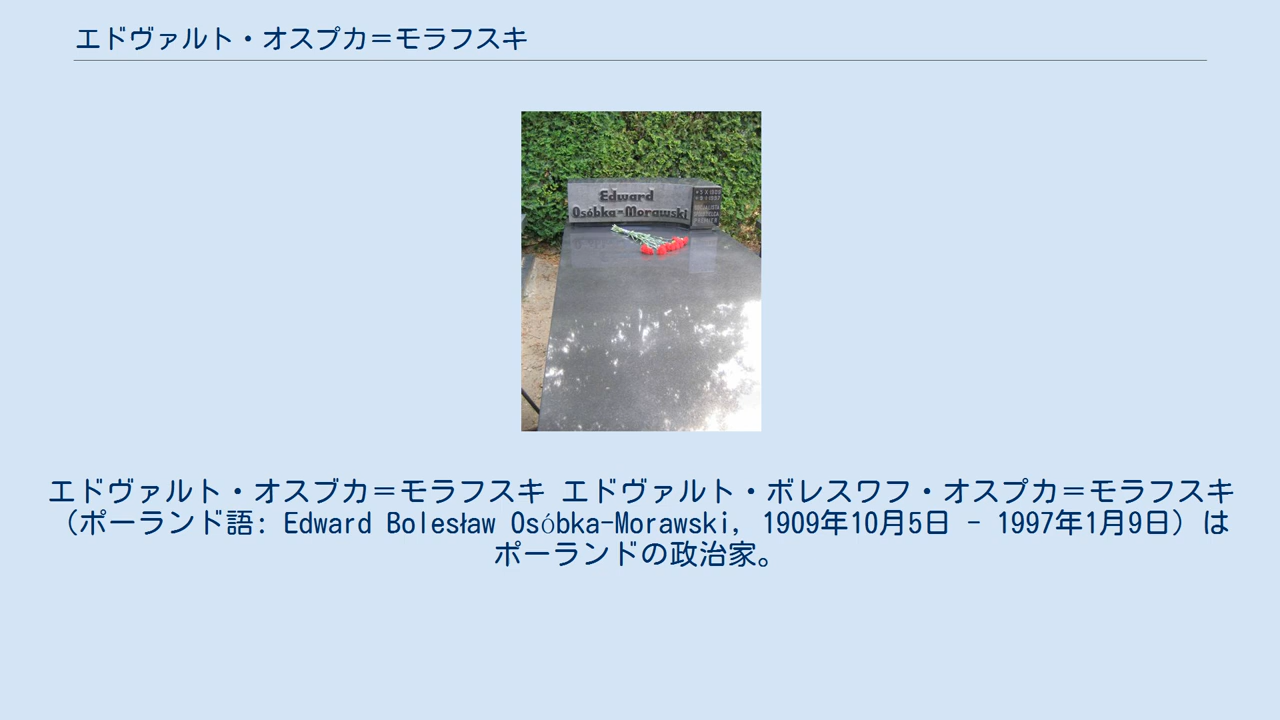 エドヴァルト・オスプカ＝モラフスキ
Edward
Osóbka-Morawski
エドヴァルト・オスブカ＝モラフスキ エドヴァルト・ボレスワフ・オスプカ＝モラフスキ
（ポーランド語: Edward Bolesław Osóbka-Morawski, 1909年10月5日 - 1997年1月9日）は
ポーランドの政治家。